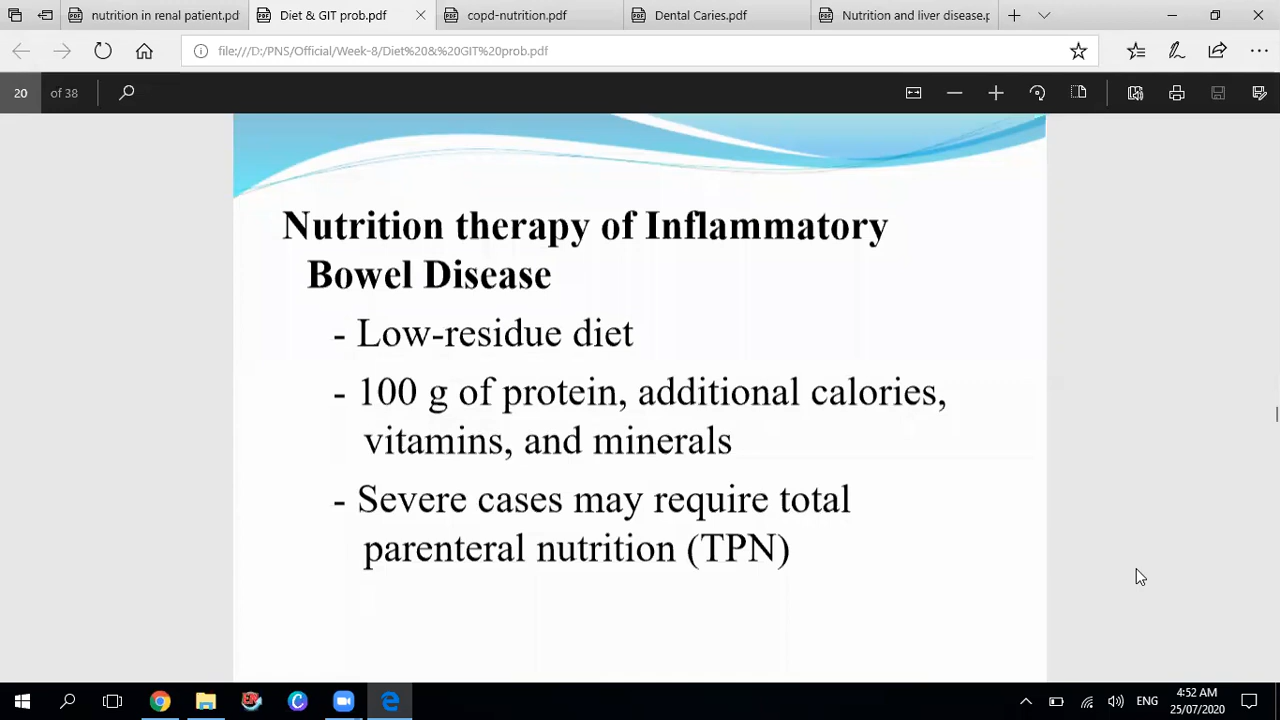 nutrition in renal patient.pdf
Diet & GIT prob.pdf
copd-nutrition.pdf
Dental Caries.pdf
Nutrition and liver disease.p
file:///D:/PNS/Official/Week-8/Diet%20&%20GIT%20prob.pdf
20 of 38
Nutrition therapy of Inflammatory
Bowel Disease
- Low-residue diet
- 100 g of protein, additional calories,
vitamins, and minerals
- Severe cases may require total
parenteral nutrition (TPN)
ENG
4:52 AM
25/07/2020